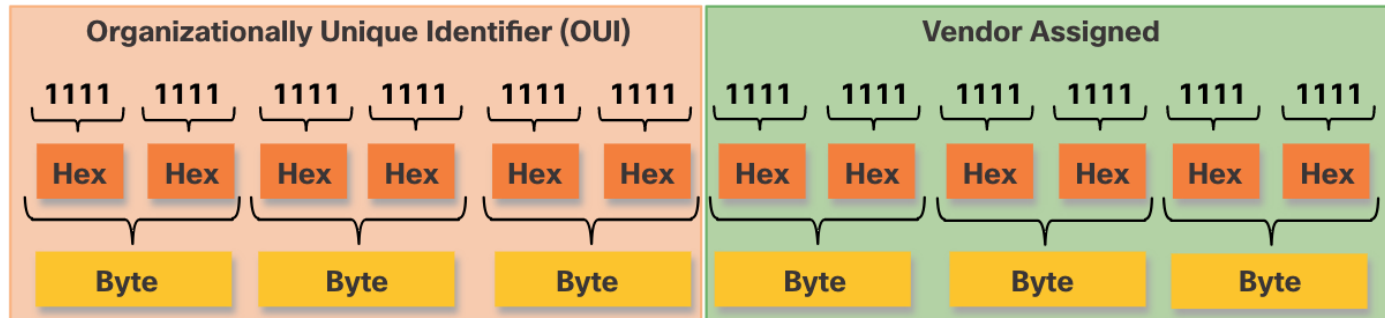 Organizationally Unique Identifier (OUI) Vendor Assigned
1111 1111 1111 1111 1111 1111 1111 1111 1111 1111 1111 1111
Hex Hex Hex Hex Hex Hex Hex Hex Hex Hex Hex Hex
Byte Byte Byte Byte Byte Byte